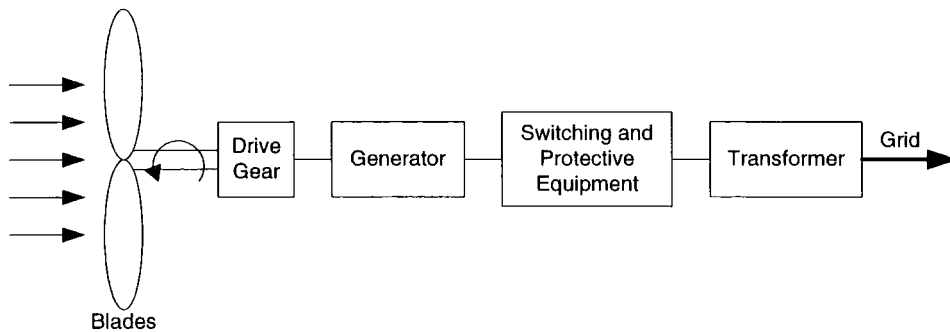 Blades
Drive
Gear
Generator
Switching and
Protective
Equipment
Transformer
Grid